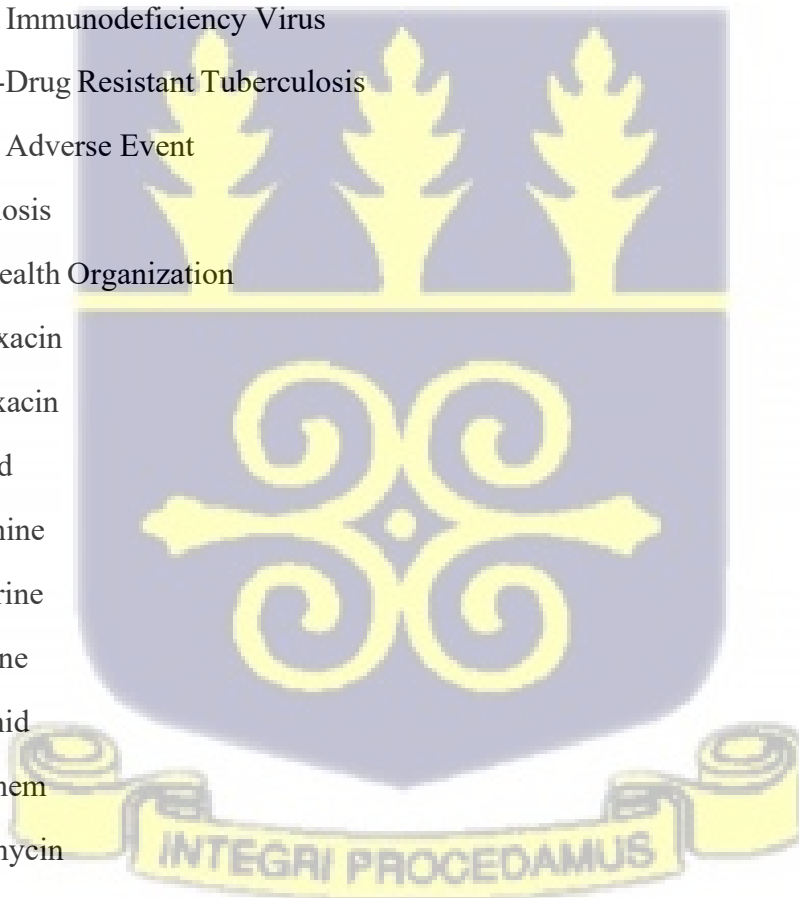 Immunodeficiency Virus
-Drug Resistant Tuberculosis
Adverse Event
losis
ealth Organization
xacin
xacin
d
nine
rine
ne
nid
nem
nycin
INTEGRI PROCEDAMUS